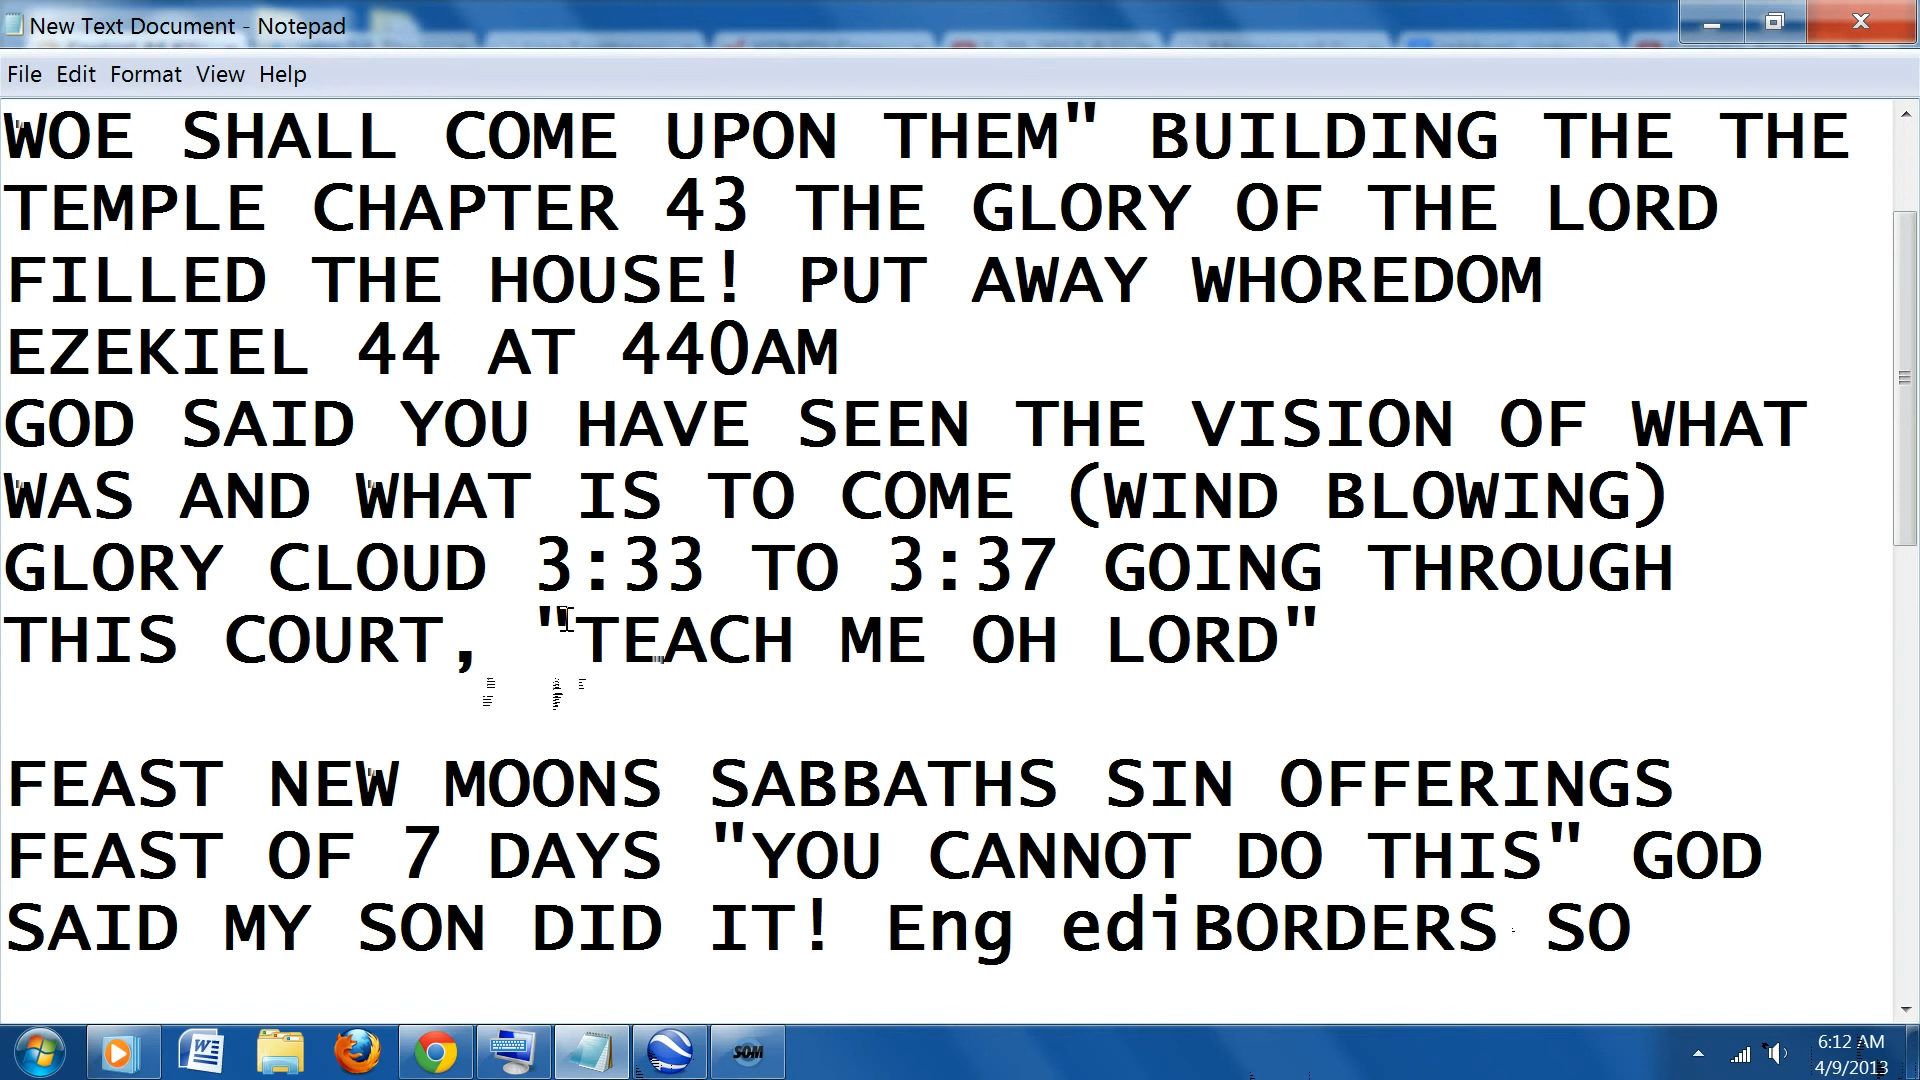 New Text Document - Notepad
File Edit Format View Help
WOE SHALL COME UPON THEM" BUILDING THE THE
TEMPLE CHAPTER 43 THE GLORY OF THE LORD
FILLED THE HOUSE! PUT AWAY WHOREDOM
EZEKIEL 44 AT 440AM
GOD SAID YOU HAVE SEEN THE VISION OF WHAT
WAS AND WHAT IS TO COME (WIND BLOWING)
GLORY CLOUD 3:33 TO 3:37 GOING THROUGH
THIS COURT, "TEACH ME OH LORD"
FEAST NEW MOONS SABBATHS SIN OFFERINGS
FEAST OF 7 DAYS "YOU CANNOT DO THIS" GOD
SAID MY SON DID IT! Eng ediBORDERS SO
SOM
6:12 AM
4/9/2013